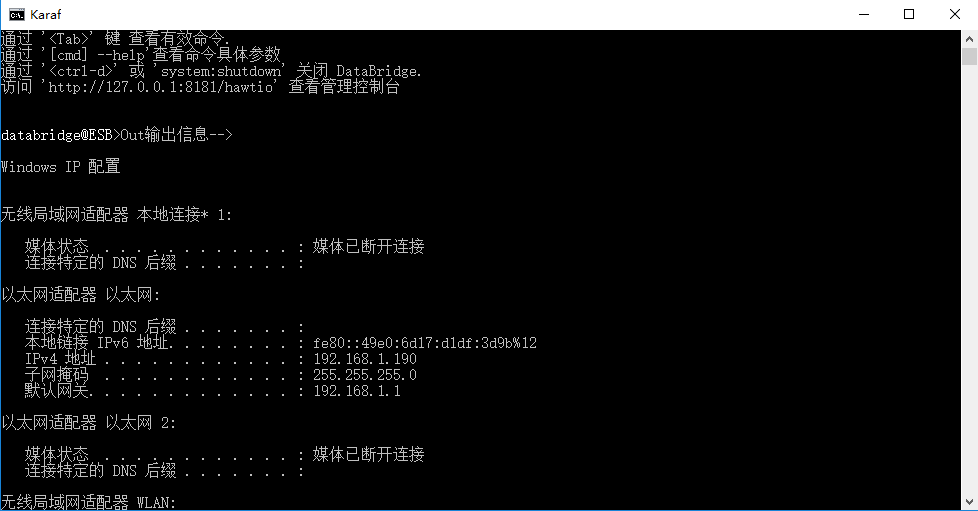 Karaf
通过 '<Tab>' 键 查看有效命令.
通过 '[cmd] --help'查看命令具体参数
通过 '<ctrl-d>' 或 'system:shutdown' 关闭 DataBridge.
访问 'http://127.0.0.1:8181/hawtio' 查看管理控制台
databridge@ESB>Out输出信息-->
Windows IP 配置
无线局域网适配器 本地连接* 1:
媒体状态  . . . . . . . . . . . . : 媒体已断开连接
连接特定的 DNS 后缀 . . . . . . . :
以太网适配器 以太网:
连接特定的 DNS 后缀 . . . . . . . :
本地链接 IPv6 地址. . . . . . . . : fe80::49e0:6d17:d1df:3d9b%12
IPv4 地址 . . . . . . . . . . . . : 192.168.1.190
子网掩码  . . . . . . . . . . . . : 255.255.255.0
默认网关. . . . . . . . . . . . . : 192.168.1.1
以太网适配器 以太网 2:
媒体状态  . . . . . . . . . . . . : 媒体已断开连接
连接特定的 DNS 后缀 . . . . . . . :
无线局域网适配器 WLAN: